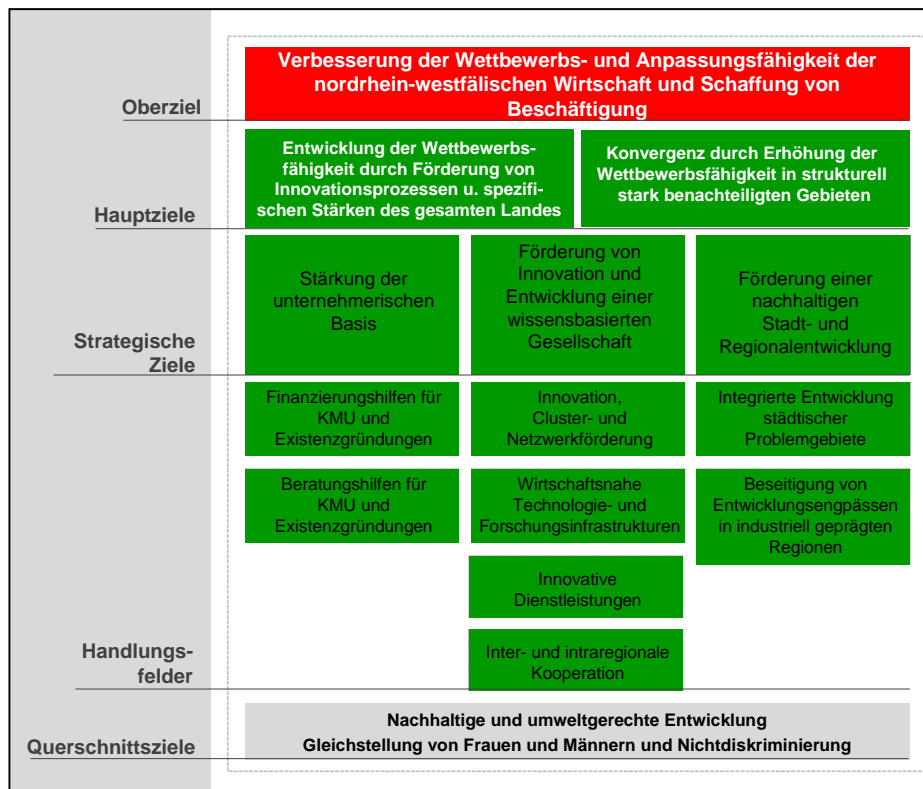 Verbesserung der Wettbewerbs- und Anpassungsfähigkeit der
nordrhein-westfälischen Wirtschaft und Schaffung von
Beschäftigung
Oberziel
Entwicklung der Wettbewerbs-
fähigkeit durch Förderung von
Innovationsprozessen u. spezifi-
schen Stärken des gesamten Landes
Konvergenz durch Erhöhung der
Wettbewerbsfähigkeit in strukturell
stark benachteiligten Gebieten
Hauptziele
Stärkung der
unternehmerischen
Basis
Förderung von
Innovation und
Entwicklung einer
wissensbasierten
Gesellschaft
Förderung einer
nachhaltigen
Stadt- und
Regionalentwicklung
Strategische
Ziele
Finanzierungshilfen für
KMU und
Existenzgründungen
Innovation,
Cluster- und
Netzwerkförderung
Integrierte Entwicklung
städtischer
Problemgebiete
Beratungshilfen für
KMU und
Existenzgründungen
Wirtschaftsnahe
Technologie- und
Forschungsinfrastrukturen
Beseitigung von
Entwicklungsengpässen
in industriell geprägten
Regionen
Innovative
Dienstleistungen
Inter- und intraregionale
Kooperation
Handlungs-
felder
Nachhaltige und umweltgerechte Entwicklung
Gleichstellung von Frauen und Männern und Nichtdiskriminierung
Querschnittsziele